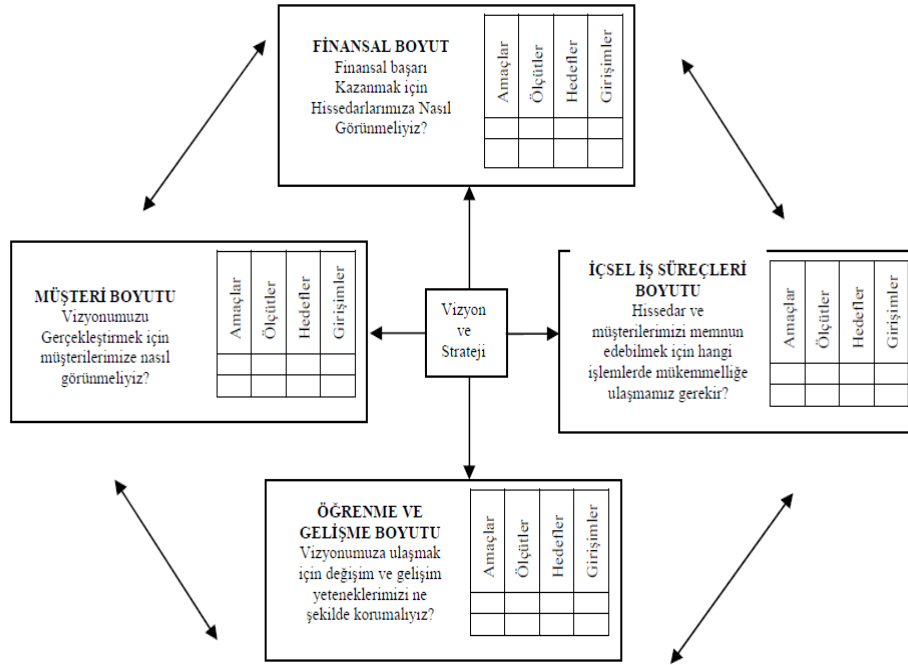 FİNANSAL BOYUT
Finansal başarı
Kazanmak için
Hissedarlarımıza Nasıl
Görünmeliyiz?
Amaçlar
Ölçütler
Hedefler
Girişimler
MÜŞTERİ BOYUTU
Vizyonumuzu
Gerçekleştirmek için
müşterilerimize nasıl
görünmeliyiz?
Amaçlar
Ölçütler
Hedefler
Girişimler
Vizyon
ve
Strateji
İÇSEL İŞ SÜREÇLERİ
BOYUTU
Hissedar ve
müşterilerimizi memnun
edebilmek için hangi
işlemlerde mükemmelliğe
ulaşmamız gerekir?
Amaçlar
Ölçütler
Hedefler
Girişimler
ÖĞRENME VE
GELİŞME BOYUTU
Vizyonumuza ulaşmak
için değişim ve gelişim
yeteneklerimizi ne
şekilde korumalıyız?
Amaçlar
Ölçütler
Hedefler
Girişimler